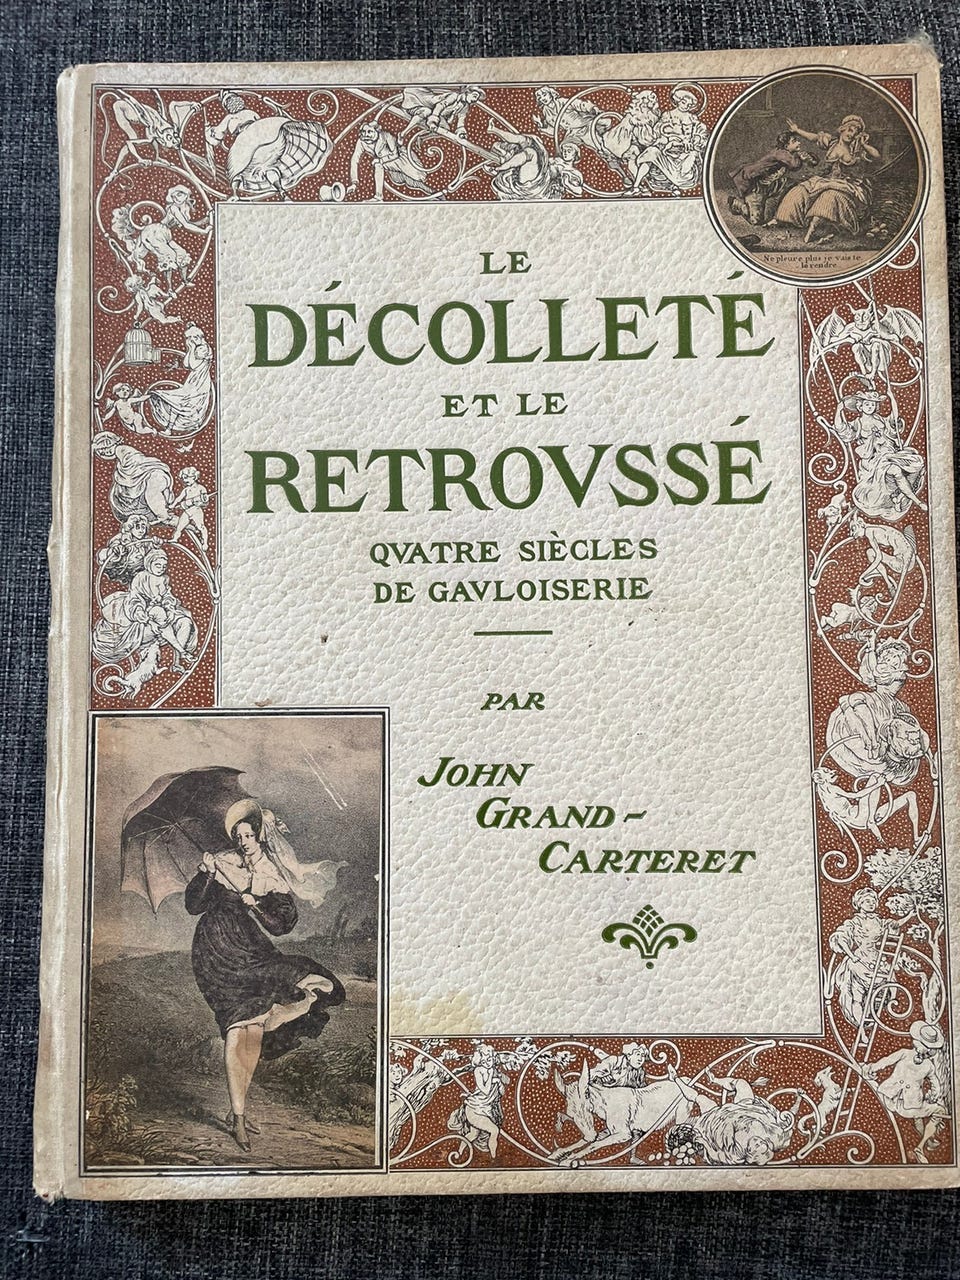 Ne pleure plus je vais te
le rendre
LE
DÉCOLLETÉ
ET LE
RETROVSSÉ
QVATRE SIÈCLES
DE GAVLOISERIE
PAR
JOHN
GRAND-
CARTERET